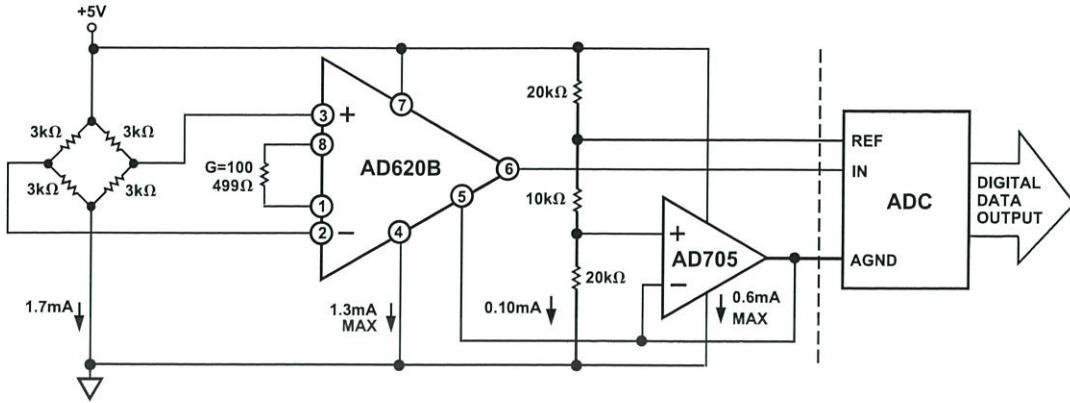 +5V
3kΩ
3kΩ
3kΩ
3kΩ
1.7mA
3
+
8
G=100
499Ω
1
2
−
7
AD620B
6
5
4
1.3mA
MAX
20kΩ
10kΩ
20kΩ
0.10mA
+
AD705
−
0.6mA
MAX
REF
IN
ADC
AGND
DIGITAL
DATA
OUTPUT